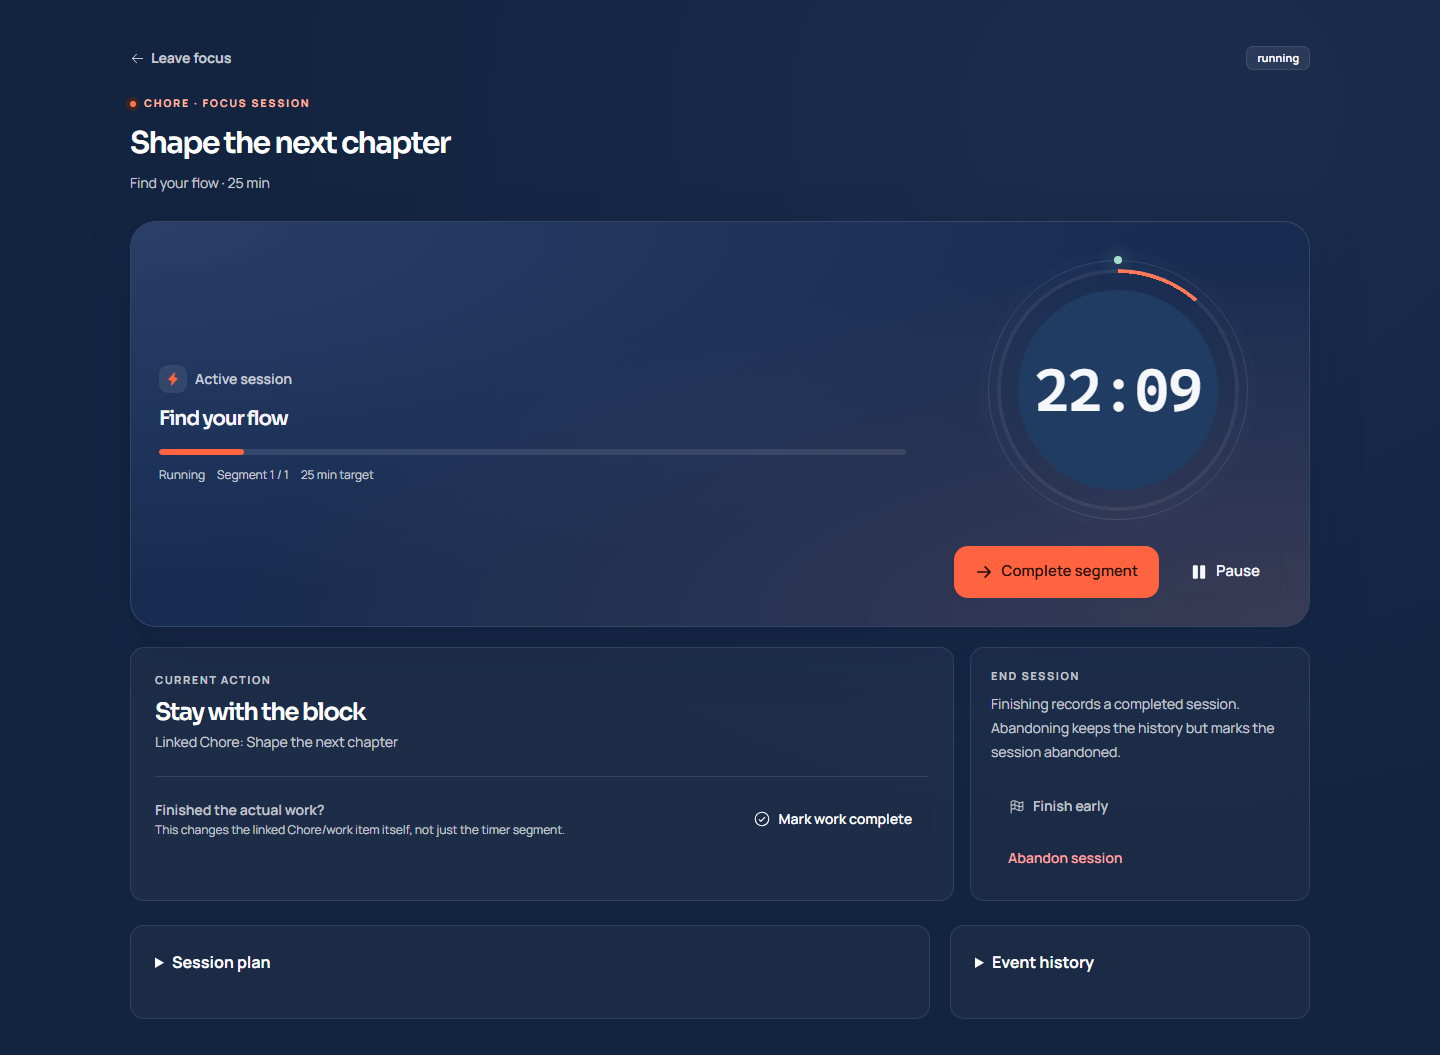 Leave focus
running
CHORE · FOCUS SESSION
Shape the next chapter
Find your flow · 25 min
Active session
Find your flow
Running Segment 1 / 1 25 min target
22:09
Complete segment
Pause
CURRENT ACTION
Stay with the block
Linked Chore: Shape the next chapter
Finished the actual work?
This changes the linked Chore/work item itself, not just the timer segment.
Mark work complete
END SESSION
Finishing records a completed session.
Abandoning keeps the history but marks the
session abandoned.
Finish early
Abandon session
Session plan
Event history